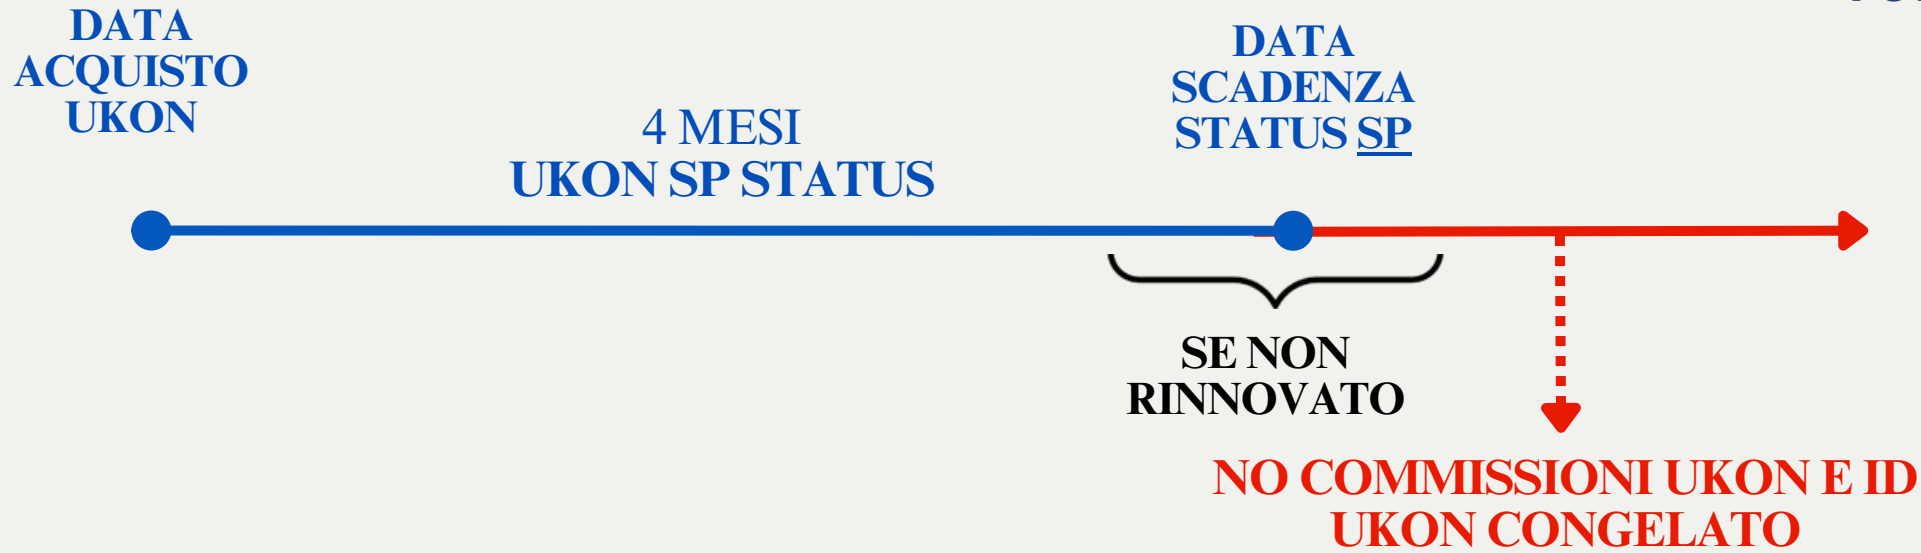 DATA
ACQUISTO
UKON
4 MESI
UKON SP STATUS
DATA
SCADENZA
STATUS SP
SE NON
RINNOVATO
NO COMMISSIONI UKON E ID
UKON CONGELATO